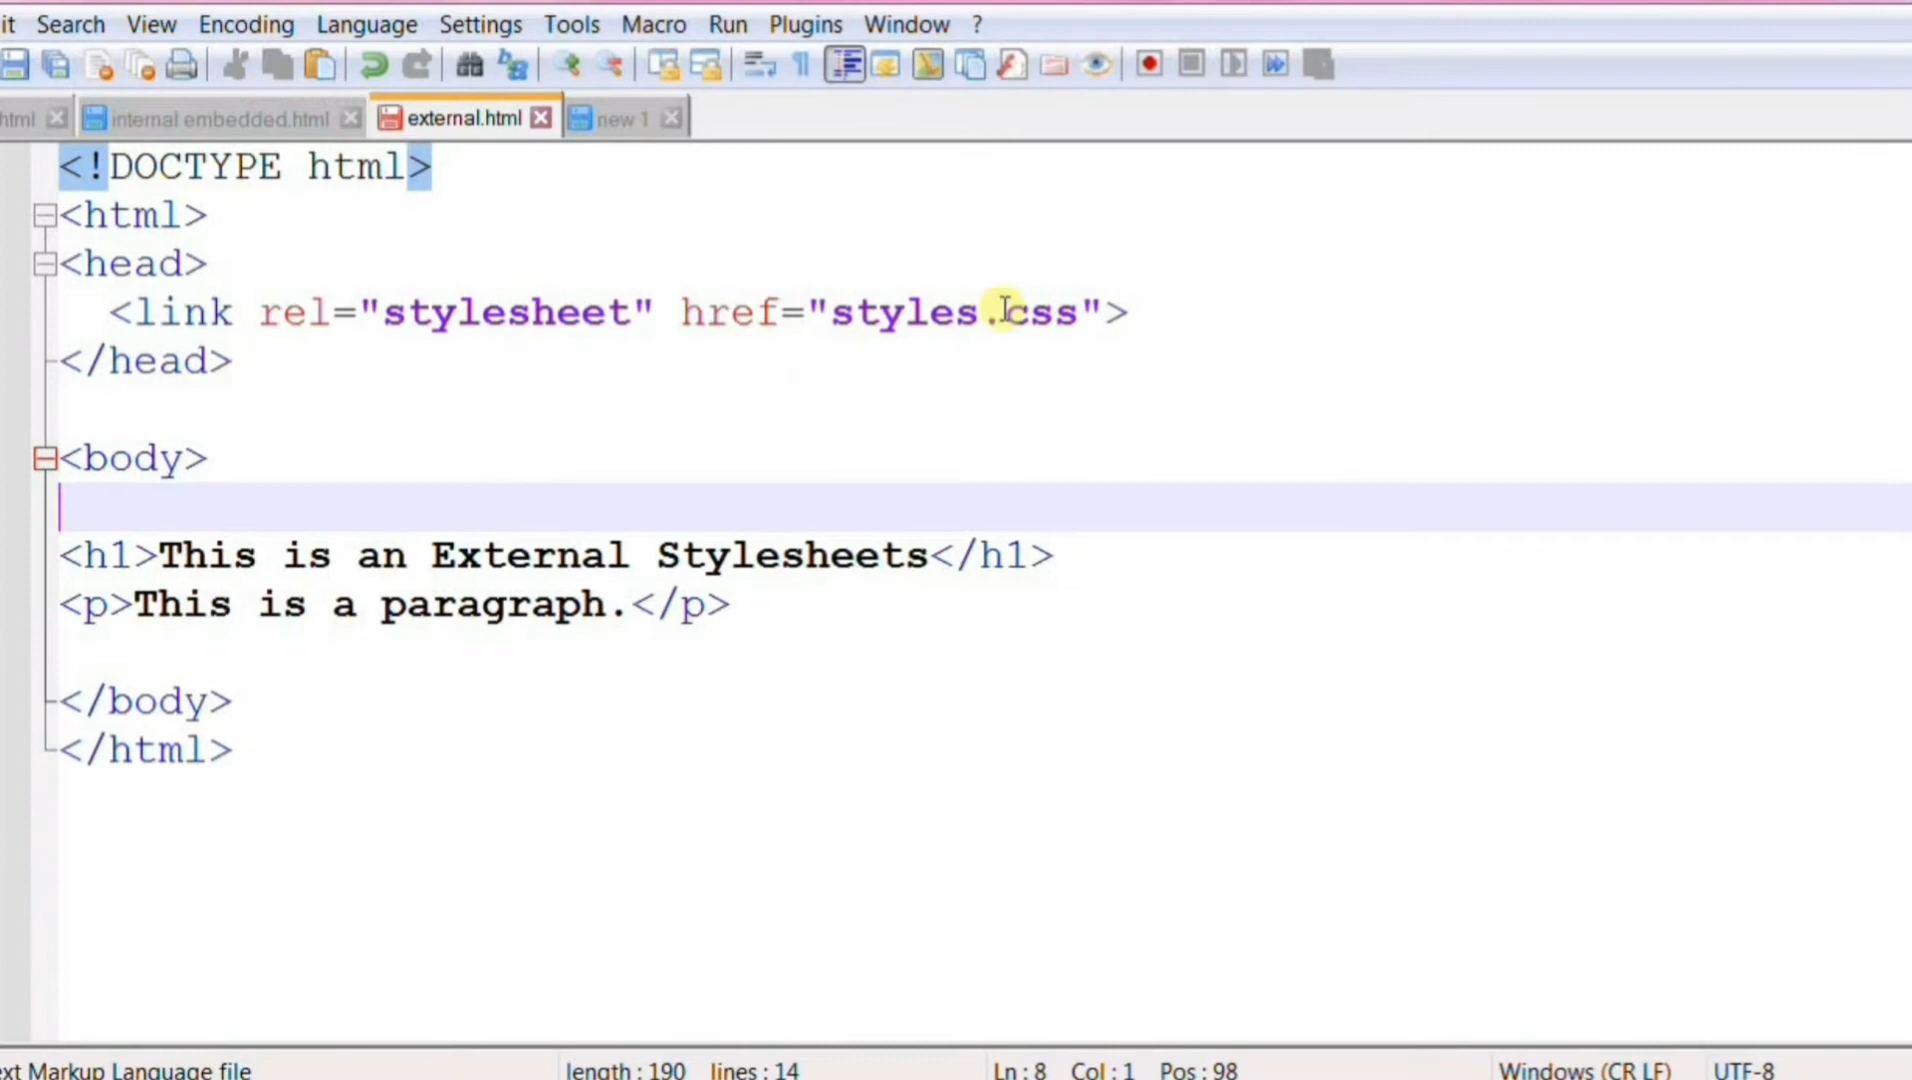 it Search View Encoding Language Settings Tools Macro Run Plugins Window ?
html internal embedded.html external.html new 1
<!DOCTYPE html>
<html>
<head>
<link rel="stylesheet" href="styles.css">
</head>
<body>
<h1>This is an External Stylesheets</h1>
<p>This is a paragraph.</p>
</body>
</html>
ext Markup Language file length : 190 lines : 14 Ln : 8 Col : 1 Pos : 98 Windows (CR LF) UTF-8